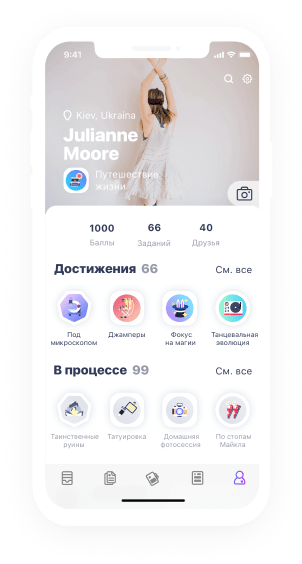 9:41
Kiev, Ukraina
Julianne
Moore
Путешествие
жизни
1000 66 40
Баллы Заданий Друзья
Достижения 66 См. все
Под Джамперы Фокус Танцевальная
микроскопом на магии эволюция
В процессе 99 См. все
Таинственные Татуировка Домашняя По стопам
руины фотосессия Майкла